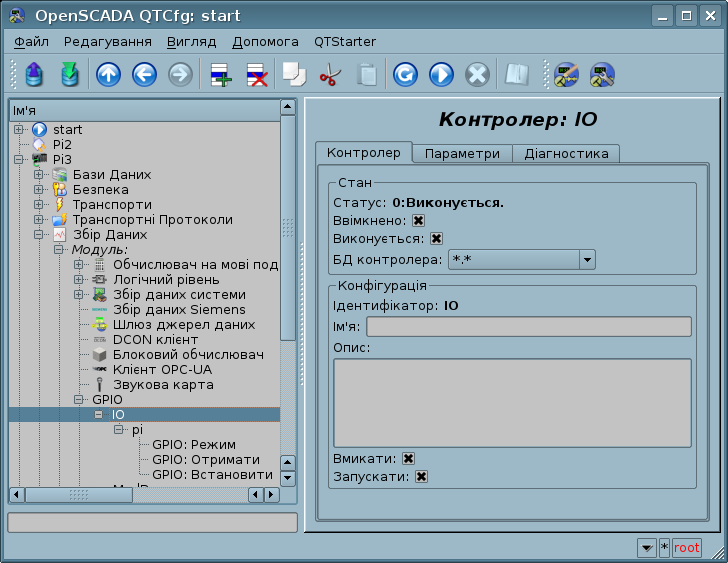 OpenSCADA QTCfg: start
Файл Редагування Вигляд Допомога QTStarter
Ім'я
start
Pi2
Pi3
Бази Даних
Безпека
Транспорти
Транспортні Протоколи
Збір Даних
Модуль:
Обчислювач на мові под
Логічний рівень
Збір даних системи
Збір даних Siemens
Шлюз джерел даних
DCON клієнт
Блоковий обчислювач
Клієнт OPC-UA
Звукова карта
GPIO
IO
pi
GPIO: Режим
GPIO: Отримати
GPIO: Встановити
Контролер: IO
Контролер Параметри Діагностика
Стан
Статус: 0:Виконується.
Ввімкнено:
Виконується:
БД контролера: *.*
Конфігурація
Ідентифікатор: IO
Ім'я:
Опис:
Вмикати:
Запускати:
* root